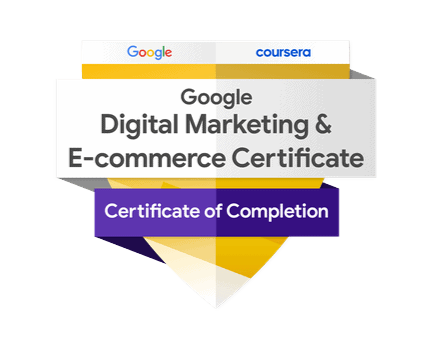 Google coursera
Google
Digital Marketing &
E-commerce Certificate
Certificate of Completion